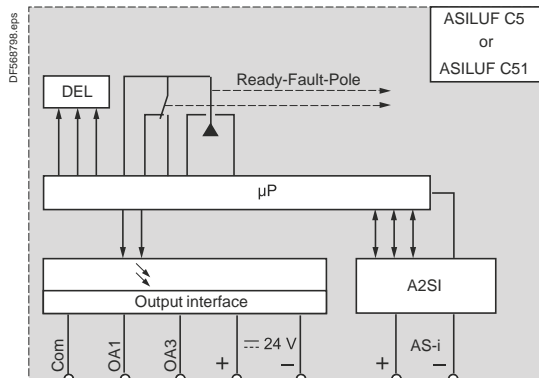 DF568798.eps
ASILUF C5
or
ASILUF C51
Ready-Fault-Pole
DEL
µP
A2SI
Output interface
Com
OA1
OA3
+
24 V
–
+
AS-i
–